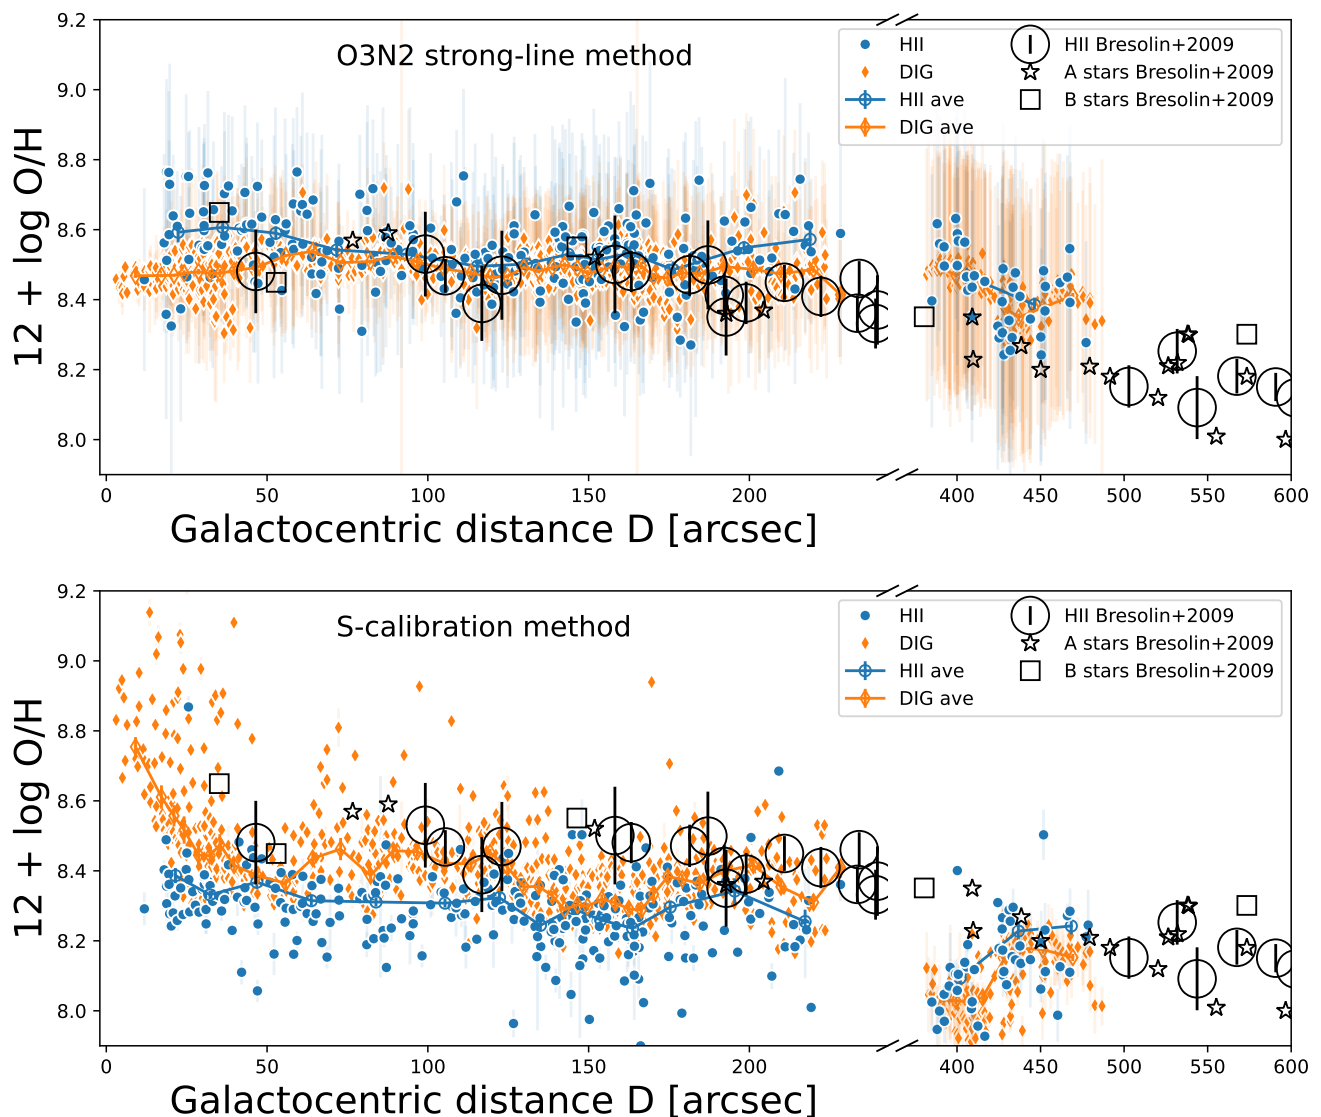 9.2
O3N2 strong-line method
HII
DIG
HII ave
DIG ave
HII Bresolin+2009
A stars Bresolin+2009
B stars Bresolin+2009
9.0
8.8
8.6
8.4
8.2
8.0
12 + log O/H
0 50 100 150 200 400 450 500 550 600
Galactocentric distance D [arcsec]
9.2
S-calibration method
HII
DIG
HII ave
DIG ave
HII Bresolin+2009
A stars Bresolin+2009
B stars Bresolin+2009
9.0
8.8
8.6
8.4
8.2
8.0
12 + log O/H
0 50 100 150 200 400 450 500 550 600
Galactocentric distance D [arcsec]